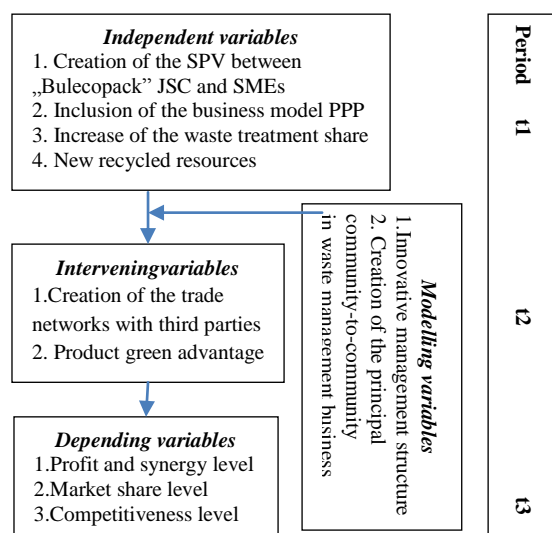 Independent variables
1. Creation of the SPV between
„Bulecopack” JSC and SMEs
2. Inclusion of the business model PPP
3. Increase of the waste treatment share
4. New recycled resources
Interveningvariables
1.Creation of the trade
networks with third parties
2. Product green advantage
Depending variables
1.Profit and synergy level
2.Market share level
3.Competitiveness level
Modelling variables
1.Innovative management structure
2. Creation of the principal
community-to-community
in waste management business
Period
t1
t2
t3